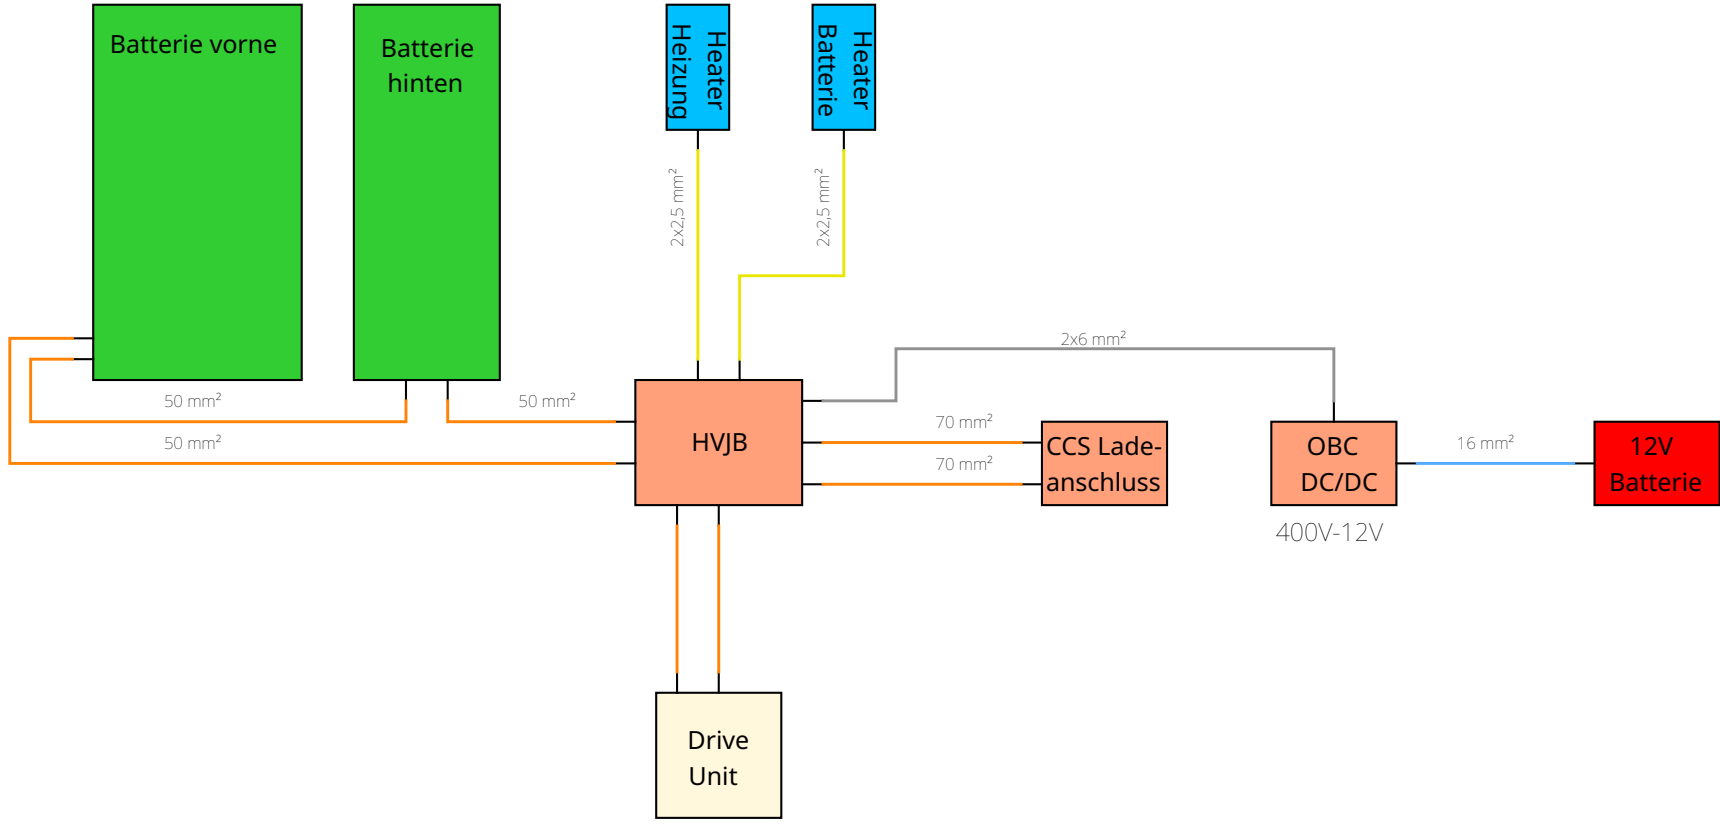 Batterie vorne
Batterie
hinten
Heater
Heizung
Heater
Batterie
2x2,5 mm²
2x2,5 mm²
2x6 mm²
50 mm²
50 mm²
50 mm²
HVJB
70 mm²
70 mm²
CCS Lade-
anschluss
OBC
DC/DC
400V-12V
16 mm²
12V
Batterie
Drive
Unit